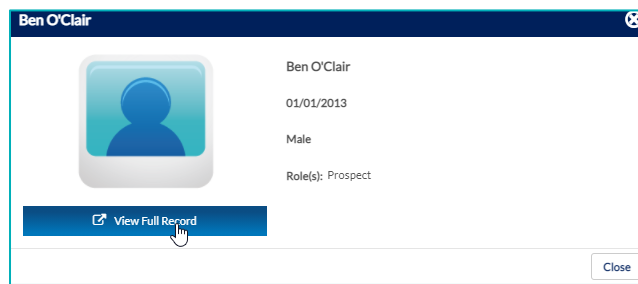 Ben O'Clair
Ben O'Clair
01/01/2013
Male
Role(s): Prospect
View Full Record
Close